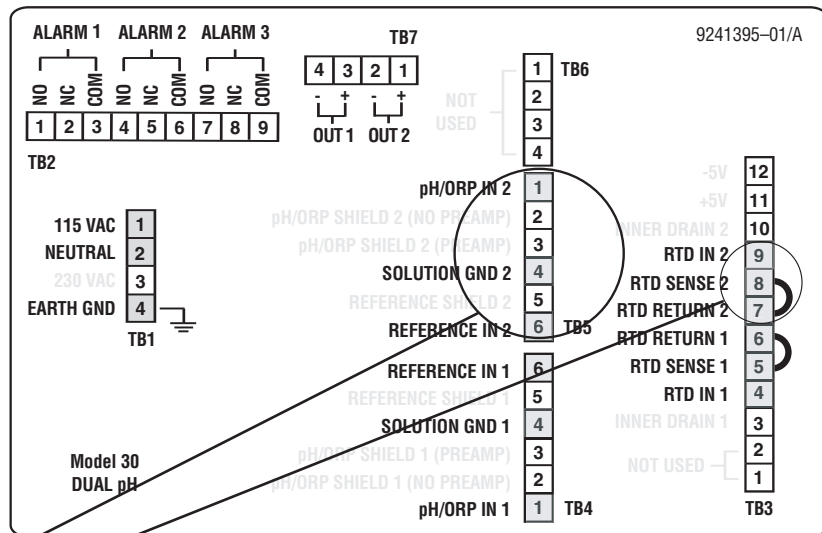 ALARM 1 ALARM 2 ALARM 3
NO NC COM NO NC COM NO NC COM
1 2 3 4 5 6 7 8 9
TB2
TB7
4 3 2 1
- + - +
OUT 1 OUT 2
9241395–01/A
1 TB6
NOT 2
USED 3
4
pH/ORP IN 2 1
pH/ORP SHIELD 2 (NO PREAMP) 2
pH/ORP SHIELD 2 (PREAMP) 3
SOLUTION GND 2 4
REFERENCE SHIELD 2 5
REFERENCE IN 2 6 TB5
REFERENCE IN 1 6
REFERENCE SHIELD 1 5
SOLUTION GND 1 4
pH/ORP SHIELD 1 (PREAMP) 3
pH/ORP SHIELD 1 (NO PREAMP) 2
pH/ORP IN 1 1 TB4
115 VAC 1
NEUTRAL 2
230 VAC 3
EARTH GND 4
TB1
-5V 12
+5V 11
INNER DRAIN 2 10
RTD IN 2 9
RTD SENSE 2 8
RTD RETURN 2 7
RTD RETURN 1 6
RTD SENSE 1 5
RTD IN 1 4
INNER DRAIN 1 3
NOT USED 2
1
TB3
Model 30
DUAL pH